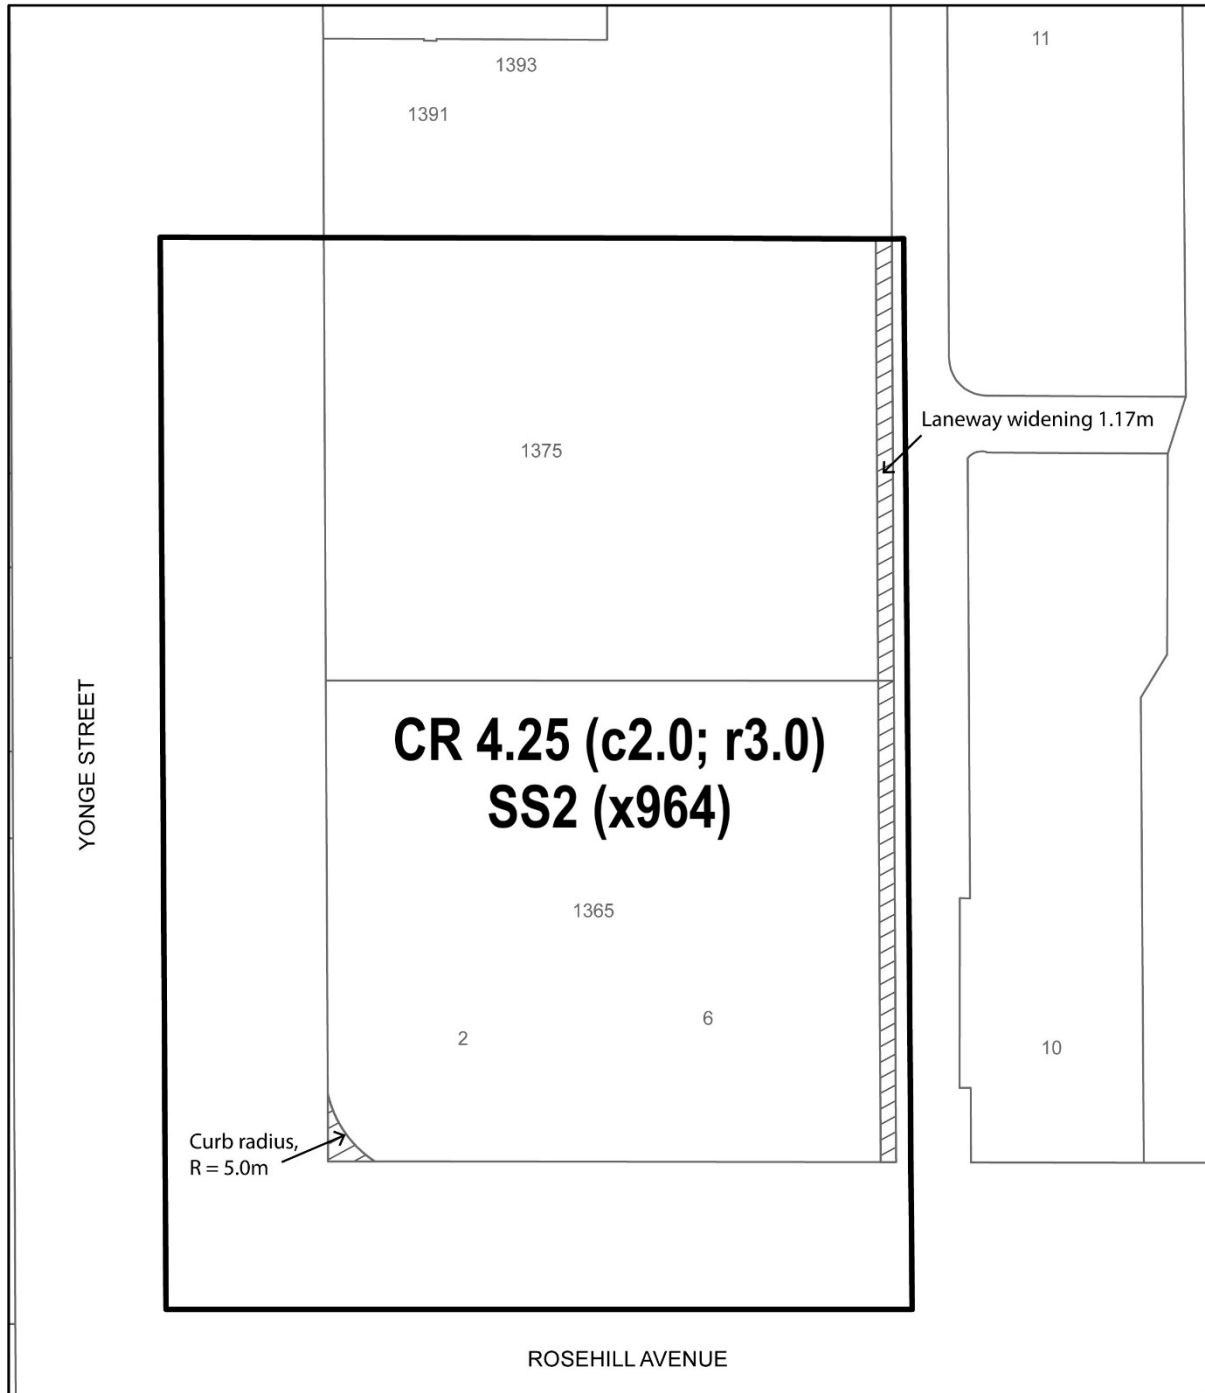 11
1393
1391
Laneway widening 1.17m
1375
YONGE STREET
CR 4.25 (c2.0; r3.0)
SS2 (x964)
1365
6
2
10
Curb radius,
R = 5.0m
ROSEHILL AVENUE